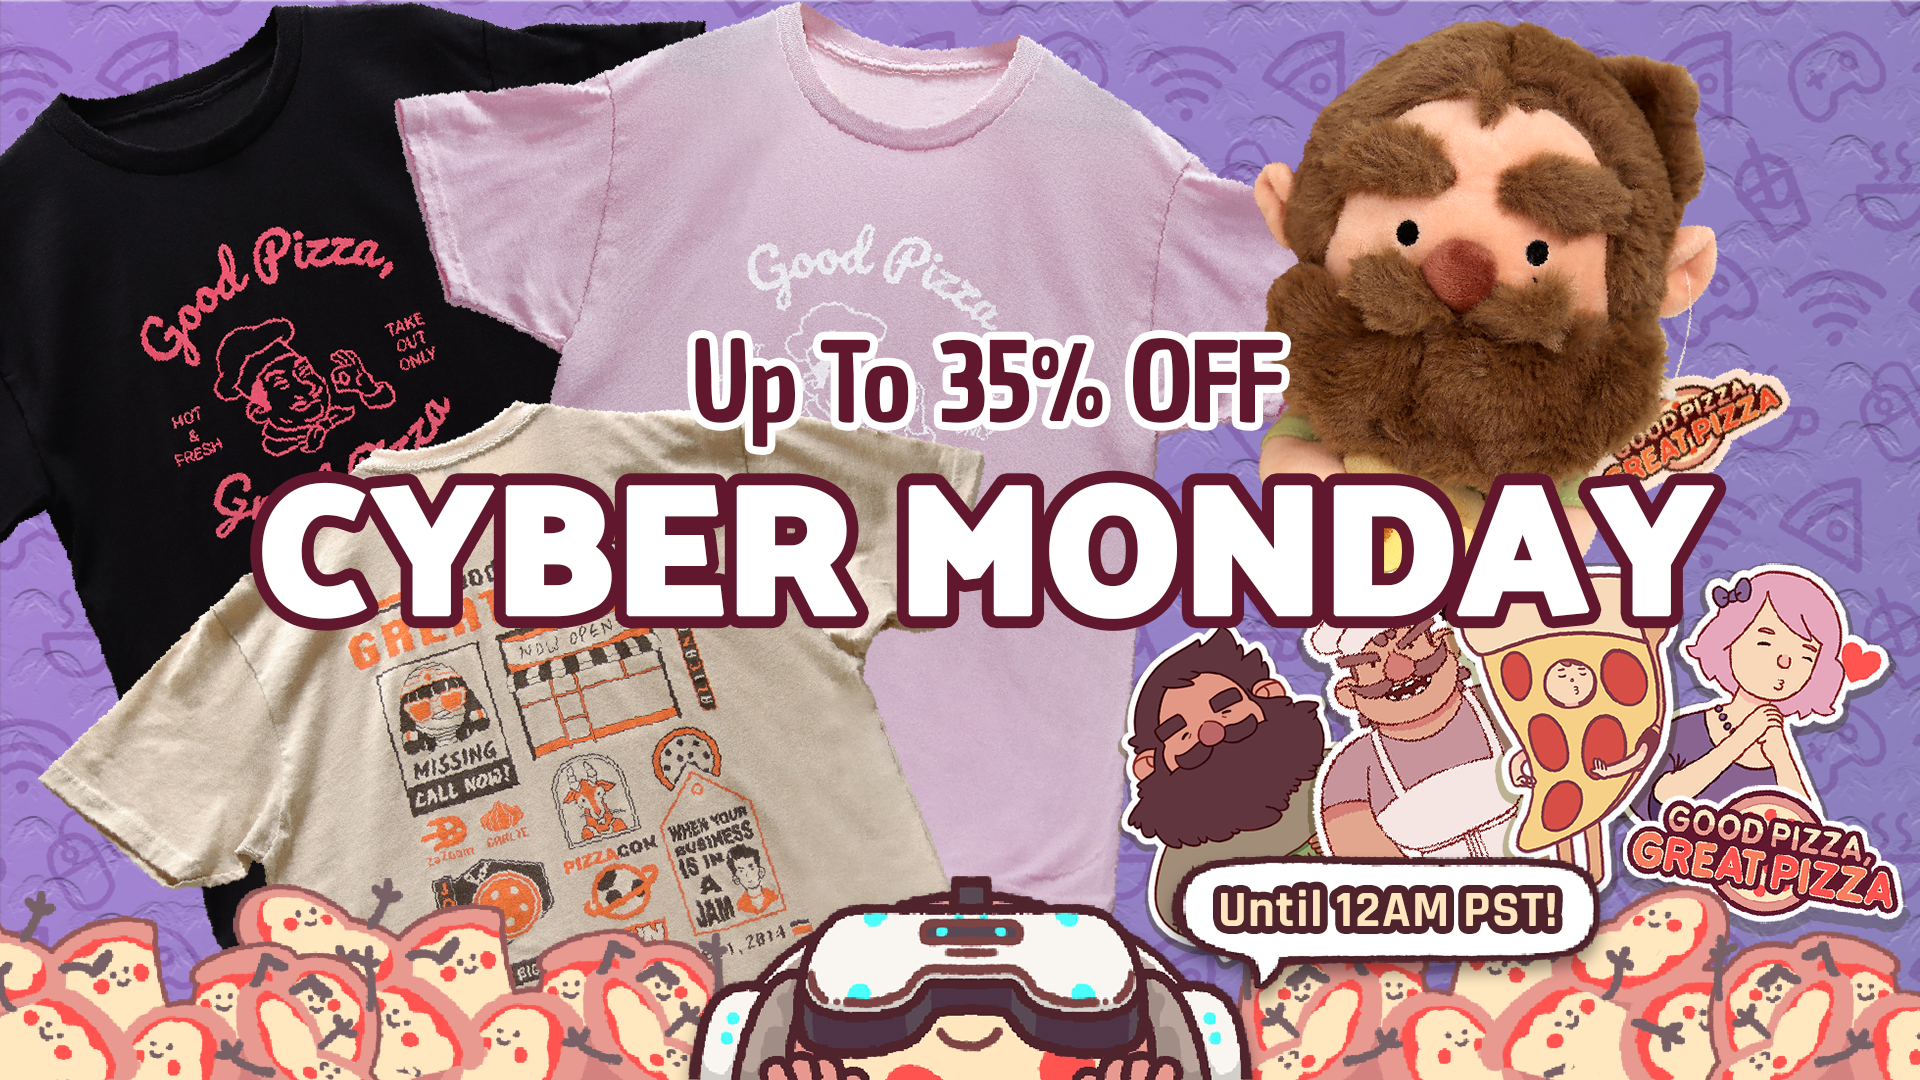 Good Pizza,
TAKE
OUT
ONLY
HOT
&
FRESH
Good Pizza
Up To 35% OFF
GOOD PIZZA,
GREAT PIZZA
CYBER MONDAY
NOW OPEN
MISSING
CALL NOW!
GARLIC
PIZZACON
WHEN YOUR
BUSINESS
IS IN
A
JAM
GOOD PIZZA,
GREAT PIZZA
Until 12AM PST!